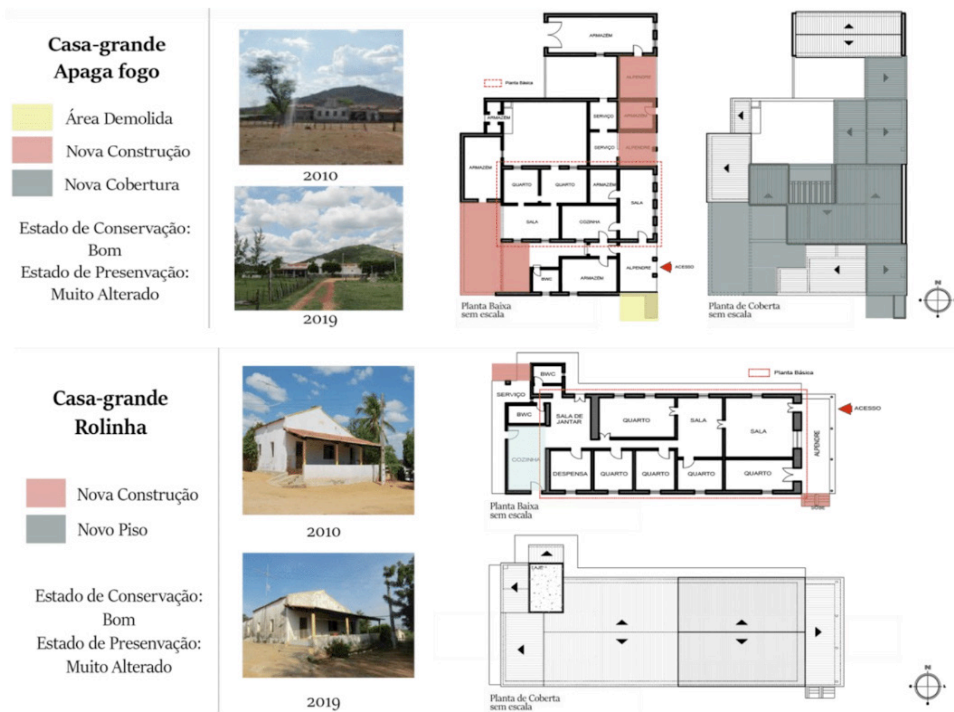 Casa-grande
Apaga fogo
Área Demolida
Nova Construção
Nova Cobertura
Estado de Conservação:
Bom
Estado de Preservação:
Muito Alterado
2010
2019
Planta Básica
ARMAZÉM
ALPENDRE
ARMAZÉM
SERVIÇO
ARMAZÉM
SERVIÇO
ALPENDRE
ARMAZÉM
QUARTO
QUARTO
ARMAZÉM
SALA
SALA
COZINHA
BWC
ARMAZÉM
ALPENDRE
ACESSO
Planta Baixa
sem escala
Planta de Coberta
sem escala
N
Casa-grande
Rolinha
Nova Construção
Novo Piso
Estado de Conservação:
Bom
Estado de Preservação:
Muito Alterado
2010
2019
Planta Básica
BWC
SERVIÇO
BWC
SALA DE
JANTAR
QUARTO
SALA
SALA
ALPENDRE
ACESSO
COZINHA
DESPENSA
QUARTO
QUARTO
QUARTO
QUARTO
Planta Baixa
sem escala
LAJE
Planta de Coberta
sem escala
N